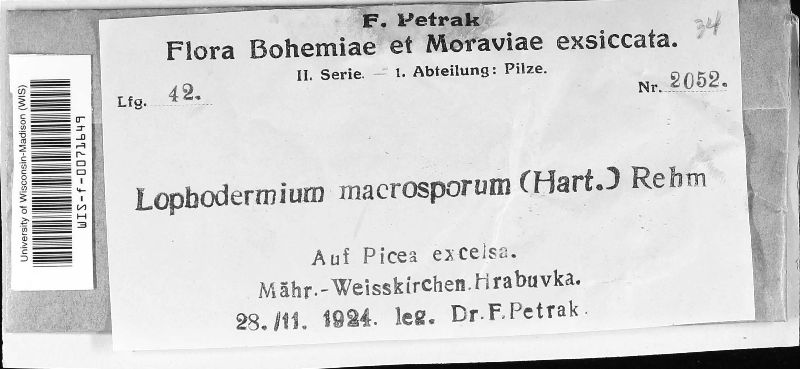 F. Petrak
Flora Bohemiae et Moraviae exsiccata.
II. Serie. — 1. Abteilung: Pilze.
34
Lfg. 42.
Nr. 2052.
Lophodermium macrosporum (Hart.) Rehm
Auf Picea excelsa.
Mähr.-Weisskirchen.Hrabuvka.
28./11. 1924. leg. Dr. F. Petrak.
University of Wisconsin-Madison (WIS)
WIS-f-0071649